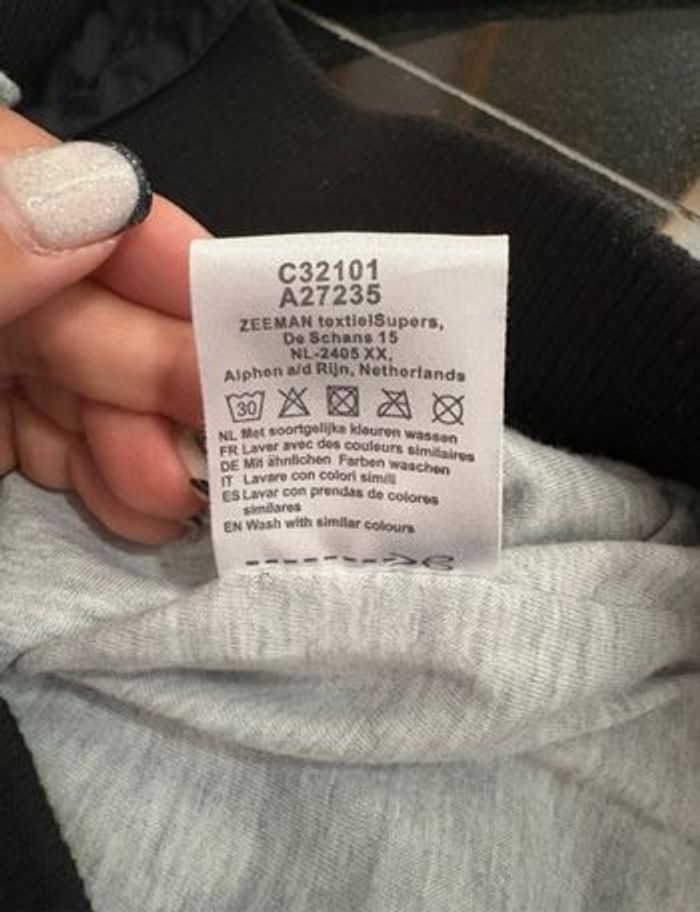 C32101
A27235
ZEEMAN textielSupers,
De Schans 15
NL-2405 XX,
Alphen a/d Rijn, Netherlands
30
NL Met soortgelijke kleuren wassen
FR Laver avec des couleurs similaires
DE Mit ähnlichen Farben waschen
IT Lavare con colori simili
ES Lavar con prendas de colores
similares
EN Wash with similar colours